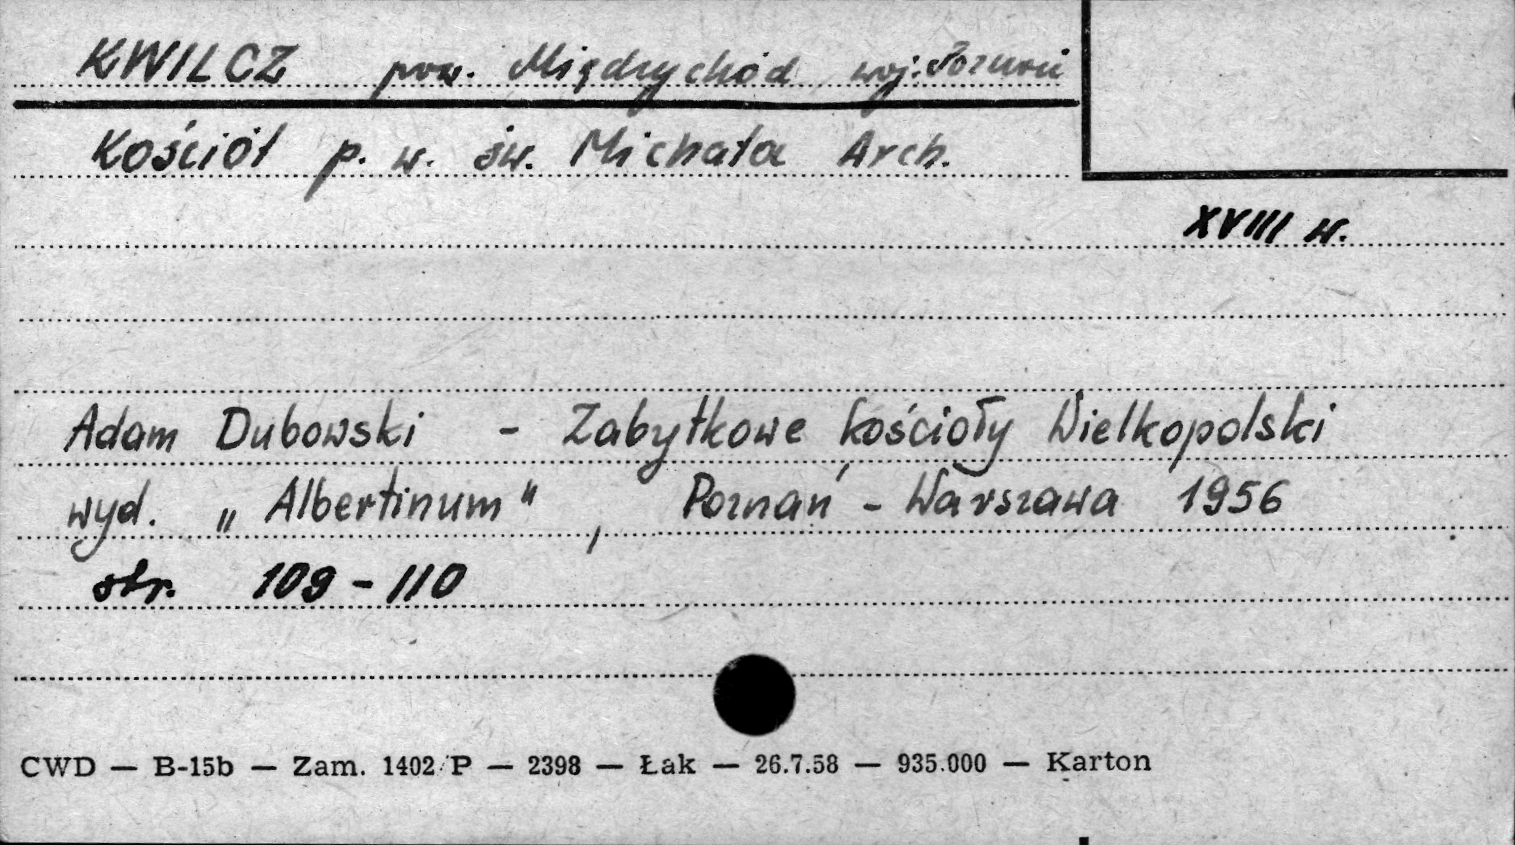 KWILCZ pow. Międzychód woj. Poznań
Kościół p. w. św. Michała Arch.
XVIII w.
Adam Dubowski - Zabytkowe kościoły Wielkopolski
wyd. „Albertinum", Poznań - Warszawa 1956
str. 109-110
CWD — B-15b — Zam. 1402/P — 2398 — Łak — 26.7.58 — 935.000 — Karton